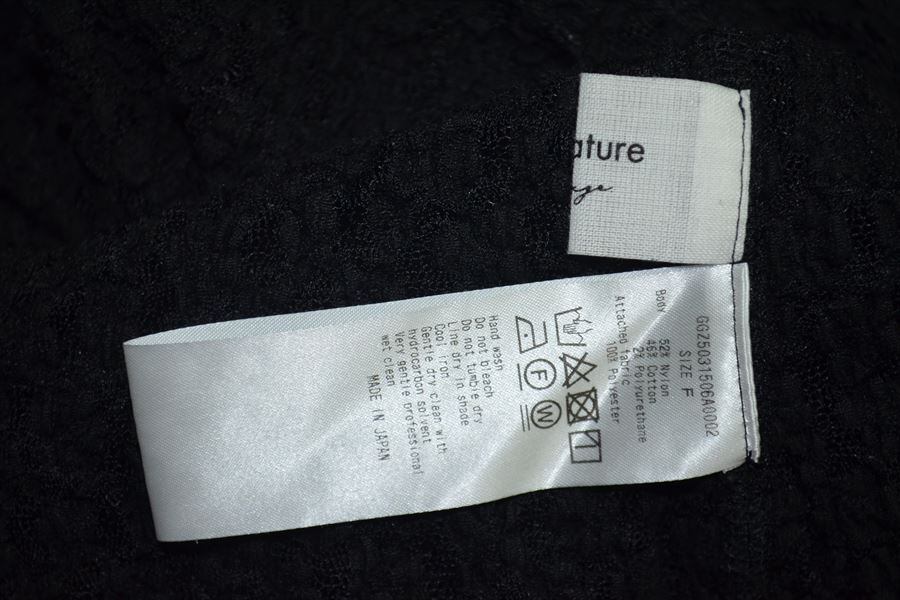 ature
GGZ5031506A0002
SIZE F
Body
52% Nylon
46% Cotton
2% Polyurethane
Attached fabric
100% Polyester
F
W
Hand wash
Do not bleach
Do not tumble dry
Line dry in shade
Cool iron
Gentle dry clean with
hydrocarbon solvent
Very gentle professional
wet clean
MADE IN JAPAN